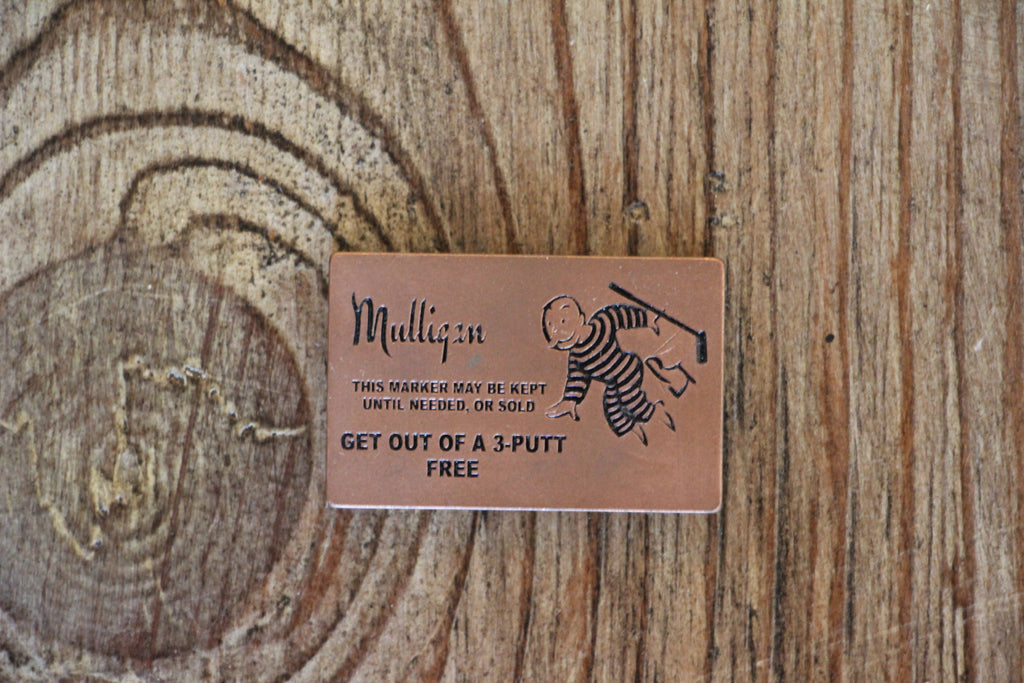 Mulligan
THIS MARKER MAY BE KEPT
UNTIL NEEDED, OR SOLD
GET OUT OF A 3-PUTT
FREE